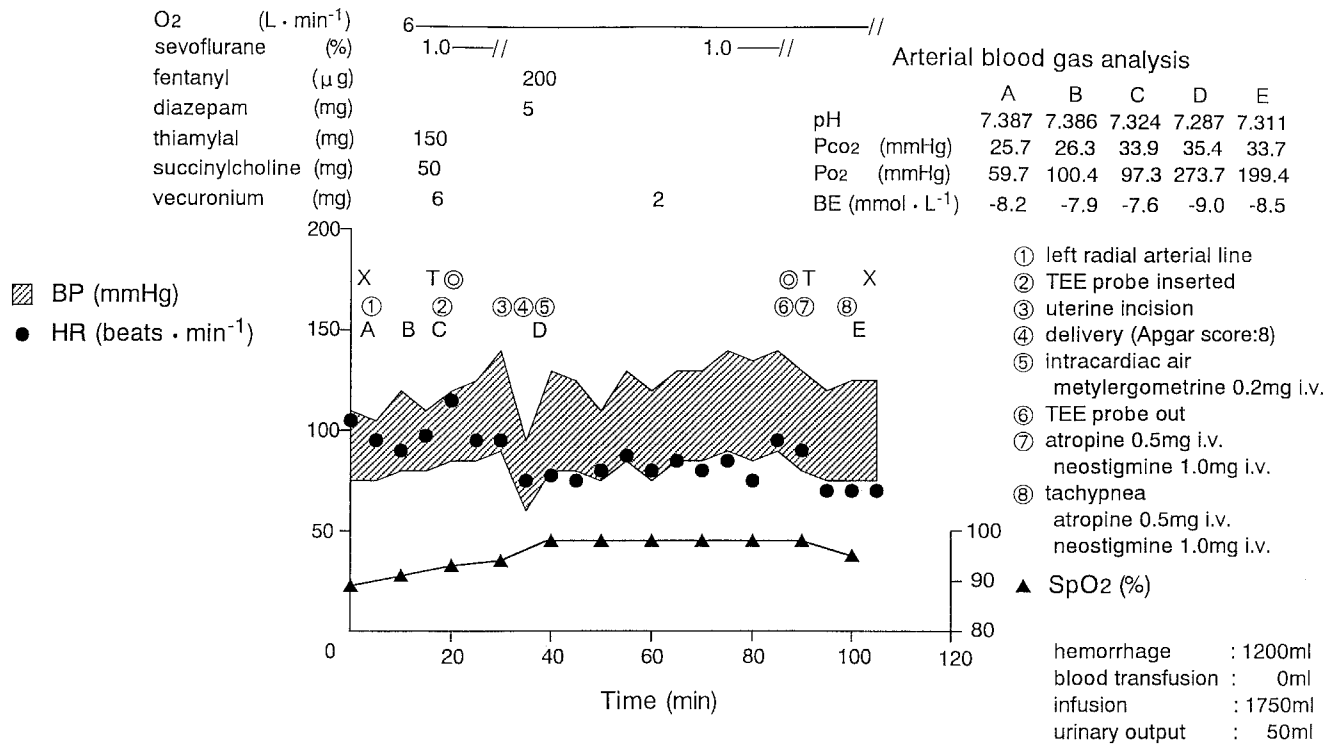 O2 (L · min-1) 6
sevoflurane (%) 1.0 1.0
fentanyl (μg) 200
diazepam (mg) 5
thiamylal (mg) 150
succinylcholine (mg) 50
vecuronium (mg) 6 2
Arterial blood gas analysis
A B C D E
pH 7.387 7.386 7.324 7.287 7.311
Pco2 (mmHg) 25.7 26.3 33.9 35.4 33.7
Po2 (mmHg) 59.7 100.4 97.3 273.7 199.4
BE (mmol · L-1) -8.2 -7.9 -7.6 -9.0 -8.5
BP (mmHg)
HR (beats · min-1)
200
150
100
50
0
X T ◎ ◎ T X
① ② ③ ④ ⑤ ⑥ ⑦ ⑧
A B C D E
100
90
80
0 20 40 60 80 100 120
Time (min)
① left radial arterial line
② TEE probe inserted
③ uterine incision
④ delivery (Apgar score:8)
⑤ intracardiac air
metylergometrine 0.2mg i.v.
⑥ TEE probe out
⑦ atropine 0.5mg i.v.
neostigmine 1.0mg i.v.
⑧ tachypnea
atropine 0.5mg i.v.
neostigmine 1.0mg i.v.
▲ SpO2 (%)
hemorrhage : 1200ml
blood transfusion : 0ml
infusion : 1750ml
urinary output : 50ml